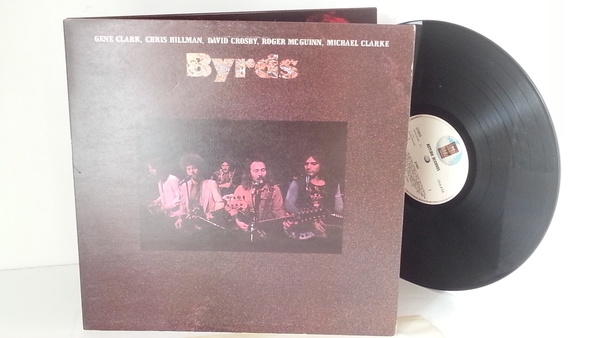 GENE CLARK, CHRIS HILLMAN, DAVID CROSBY, ROGER McGUINN, MICHAEL CLARKE
Byrds